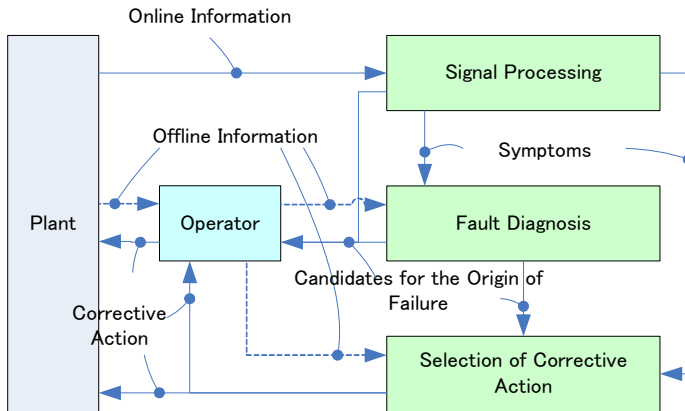 Online Information
Signal Processing
Offline Information
Symptoms
Plant
Operator
Fault Diagnosis
Candidates for the Origin of
Failure
Corrective
Action
Selection of Corrective
Action